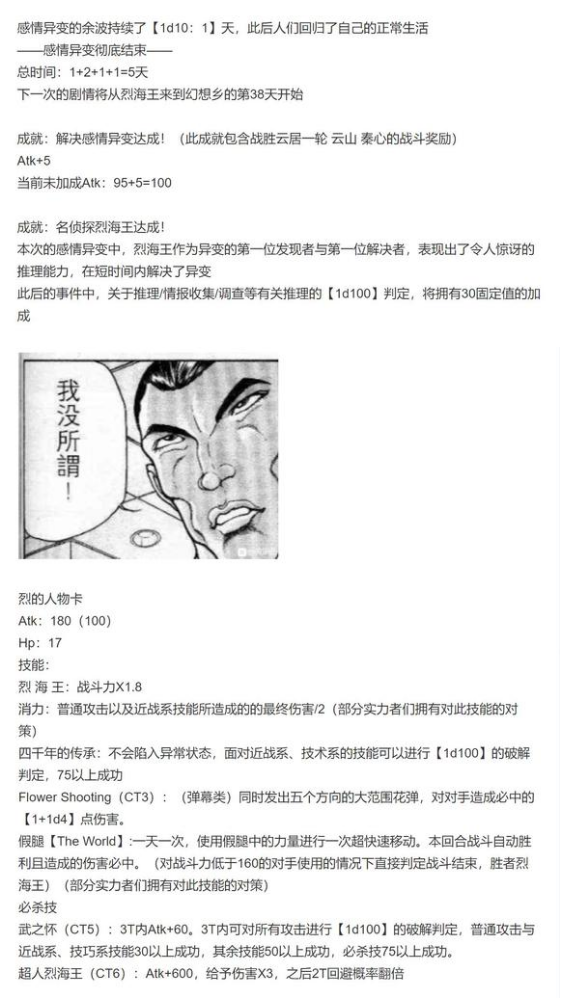 感情异变的余波持续了【1d10：1】天，此后人们回归了自己的正常生活
——感情异变彻底结束——
总时间：1+2+1+1=5天
下一次的剧情将从烈海王来到幻想乡的第38天开始
成就：解决感情异变达成！（此成就包含战胜云居一轮 云山 秦心的战斗奖励）
Atk+5
当前未加成Atk：95+5=100
成就：名侦探烈海王达成！
本次的感情异变中，烈海王作为异变的第一位发现者与第一位解决者，表现出了令人惊讶的
推理能力，在短时间内解决了异变
此后的事件中，关于推理/情报收集/调查等有关推理的【1d100】判定，将拥有30固定值的加
成
我没所謂！
烈的人物卡
Atk：180（100）
Hp：17
技能：
烈 海 王：战斗力X1.8
消力：普通攻击以及近战系技能所造成的的最终伤害/2（部分实力者们拥有对此技能的对
策）
四千年的传承：不会陷入异常状态，面对近战系、技术系的技能可以进行【1d100】的破解
判定，75以上成功
Flower Shooting（CT3）：（弹幕类）同时发出五个方向的大范围花弹，对对手造成必中的
【1+1d4】点伤害。
假腿【The World】:一天一次，使用假腿中的力量进行一次超快速移动。本回合战斗自动胜
利且造成的伤害必中。（对战斗力低于160的对手使用的情况下直接判定战斗结束，胜者烈
海王）（部分实力者们拥有对此技能的对策）
必杀技
武之怀（CT5）：3T内Atk+60。3T内可对所有攻击进行【1d100】的破解判定，普通攻击与
近战系、技巧系技能30以上成功，其余技能50以上成功，必杀技75以上成功。
超人烈海王（CT6）：Atk+600，给予伤害X3，之后2T回避概率翻倍